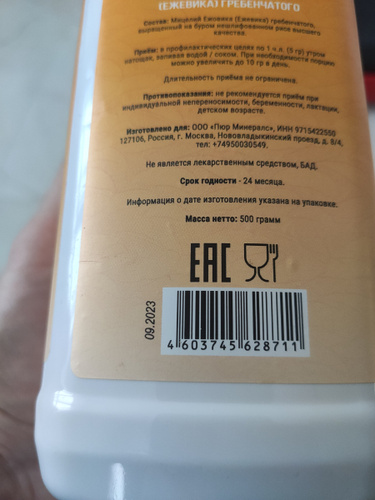 (ЕЖЕВИКА) ГРЕБЕНЧАТОГО
Состав: Мицелий Ежовика (Ежевика) гребенчатого,
выращенный на буром нешлифованном рисе высшего
качества.
Приём: в профилактических целях по 1 ч.л. (3 гр) утром
натощак, запивая водой / соком. При необходимости порцию
можно увеличить до 10 гр в день.
Длительность приёма не ограничена.
Противопоказания: не рекомендуется приём при
индивидуальной непереносимости, беременности, лактации,
детском возрасте.
Изготовлено для: ООО «Пюр Минералс», ИНН 9715422550
127106, Россия, г. Москва, Нововладыкинский проезд, д. 8/4,
тел: +74950030549.
Не является лекарственным средством, БАД.
Срок годности - 24 месяца.
Информация о дате изготовления указана на упаковке.
Масса нетто: 500 грамм
EAC
09.2023
4 603745 628711